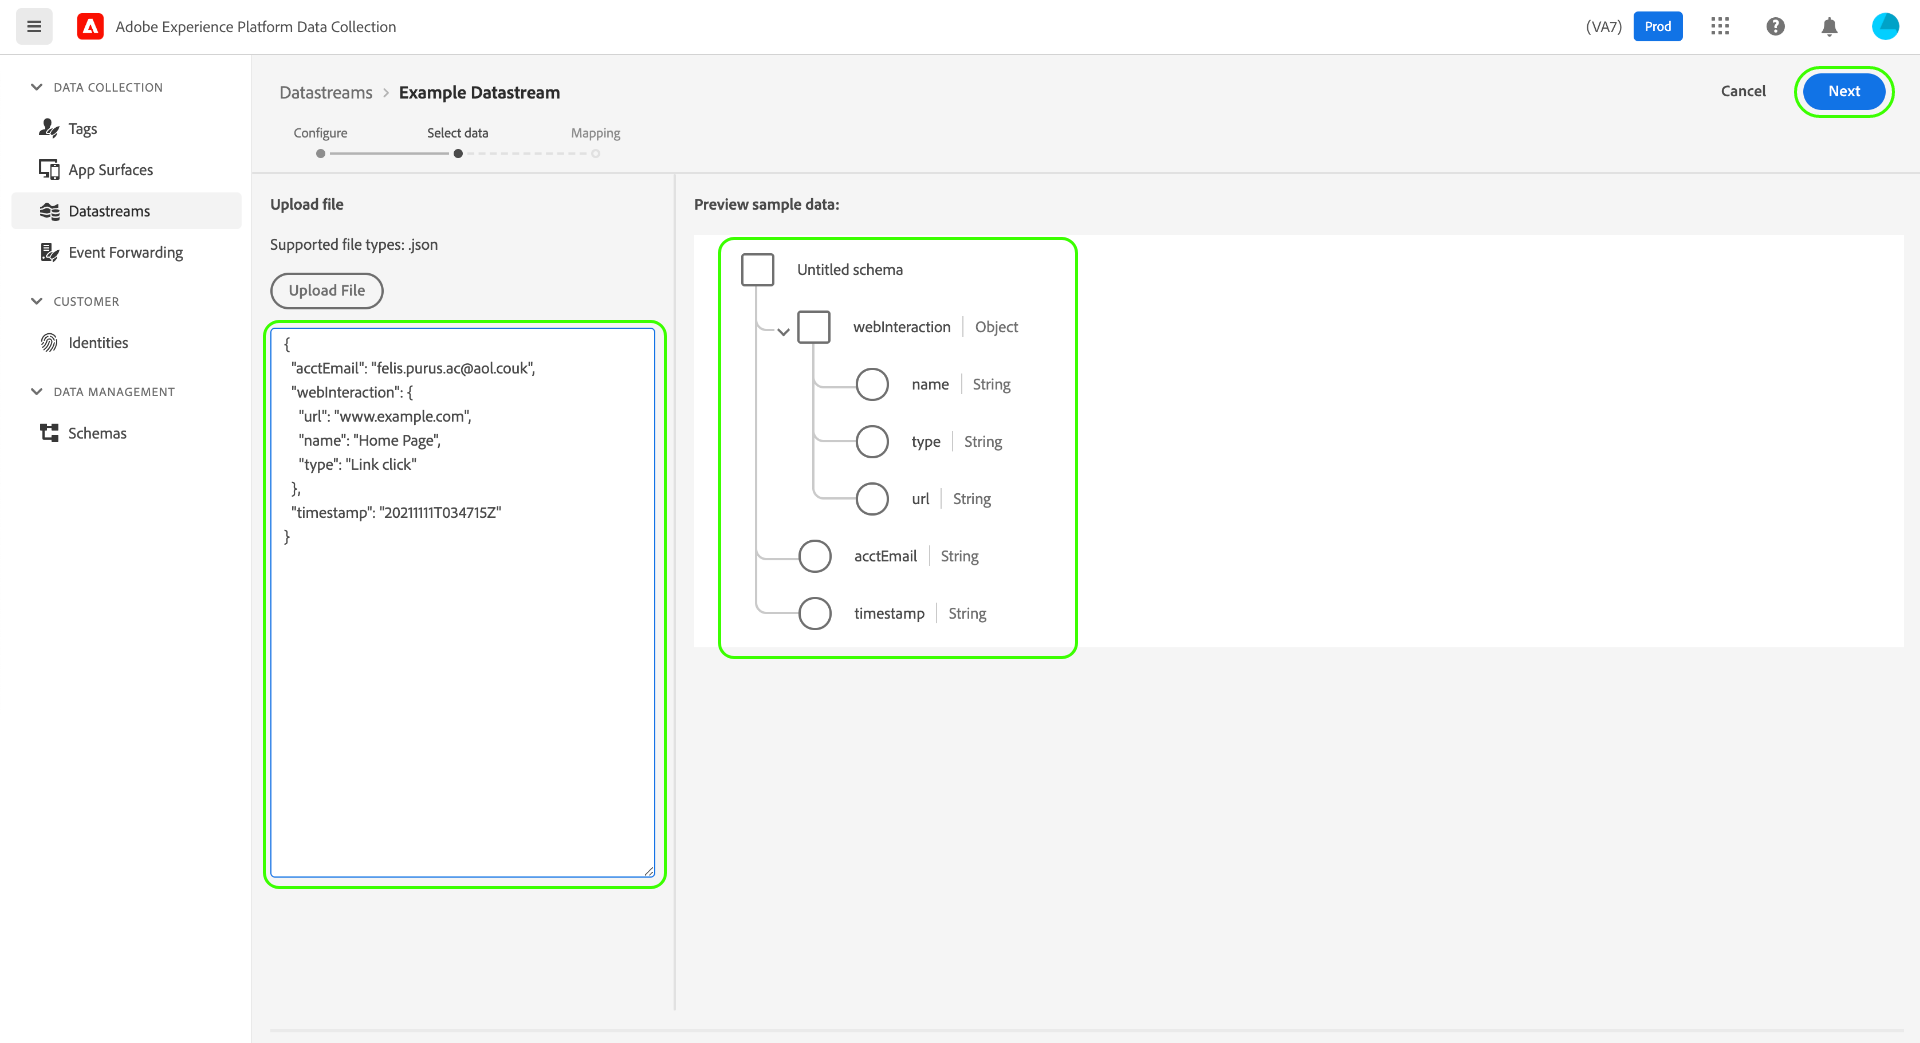 Adobe Experience Platform Data Collection
(VA7)
Prod
DATA COLLECTION
Tags
App Surfaces
Datastreams
Event Forwarding
CUSTOMER
Identities
DATA MANAGEMENT
Schemas
Datastreams > Example Datastream
Cancel
Next
Configure
Select data
Mapping
Upload file
Supported file types: .json
Upload File
{
"acctEmail": "felis.purus.ac@aol.couk",
"webInteraction": {
"url": "www.example.com",
"name": "Home Page",
"type": "Link click"
},
"timestamp": "20211111T034715Z"
}
Preview sample data:
Untitled schema
webInteraction | Object
name | String
type | String
url | String
acctEmail | String
timestamp | String